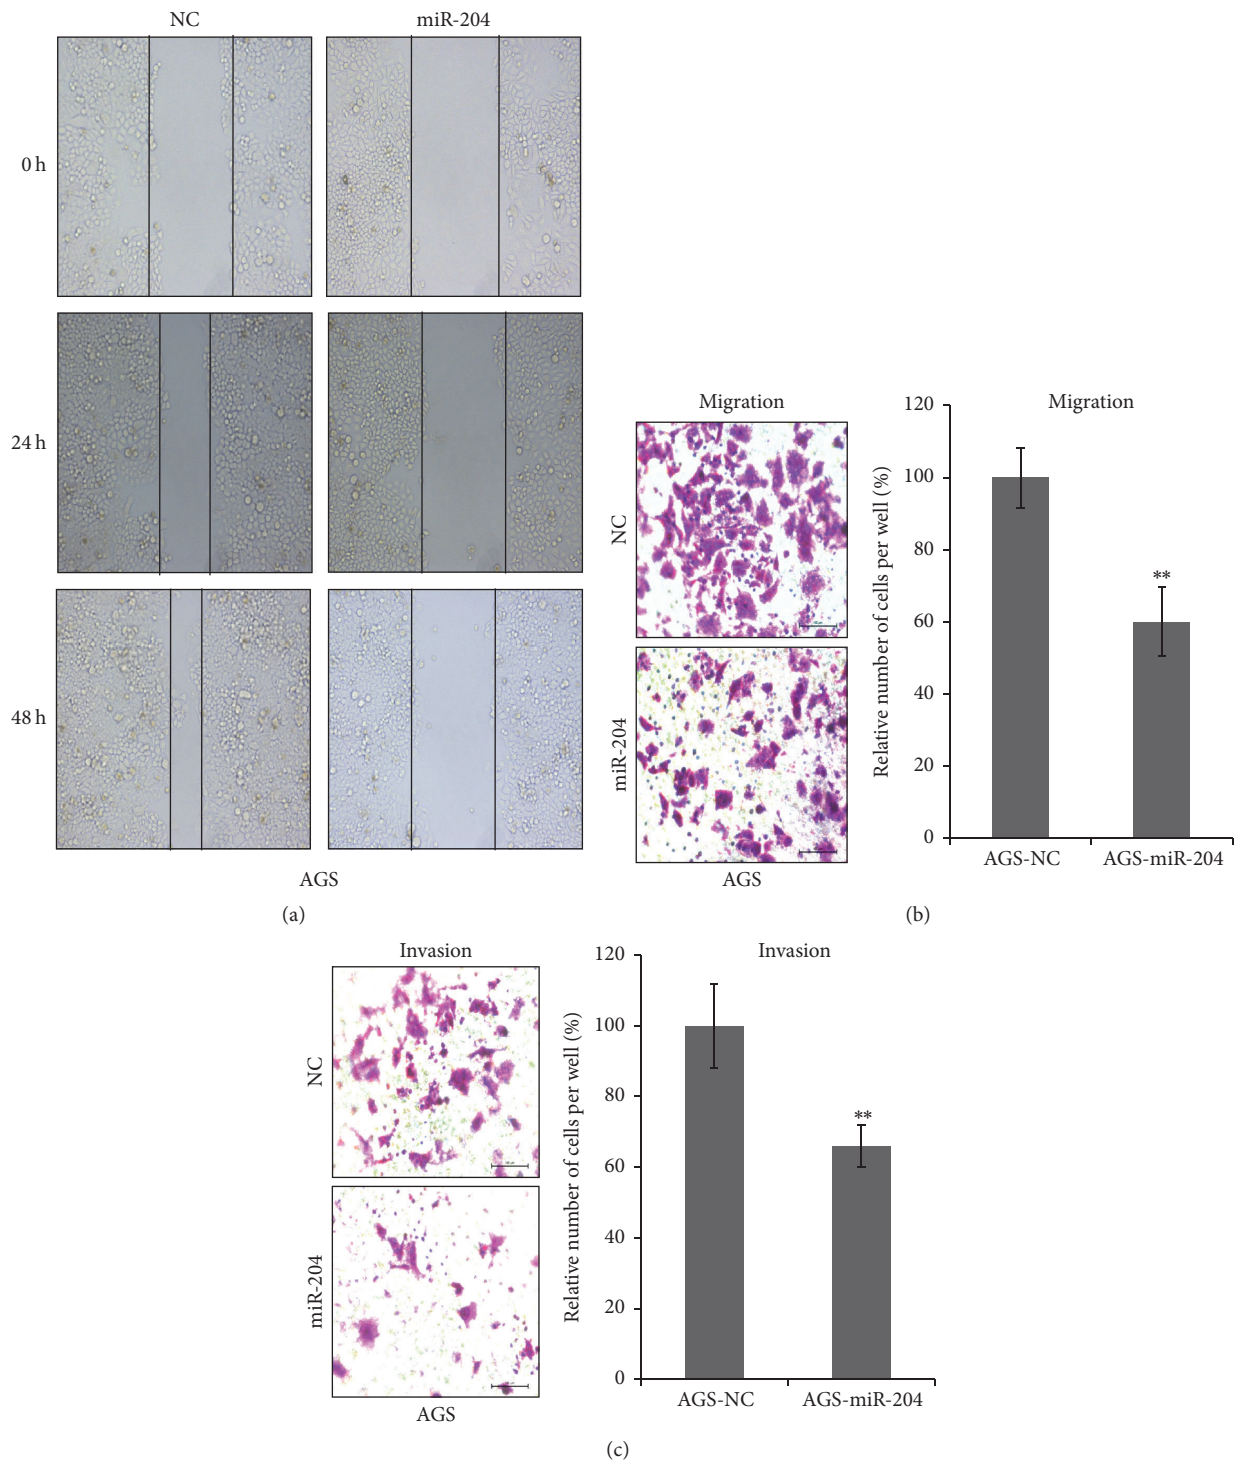 NC
miR-204
0 h
24 h
48 h
AGS
(a)
Migration
NC
miR-204
AGS
Migration
Relative number of cells per well (%)
120
100
80
60
40
20
0
**
AGS-NC
AGS-miR-204
(b)
Invasion
NC
miR-204
AGS
Invasion
Relative number of cells per well (%)
120
100
80
60
40
20
0
**
AGS-NC
AGS-miR-204
(c)